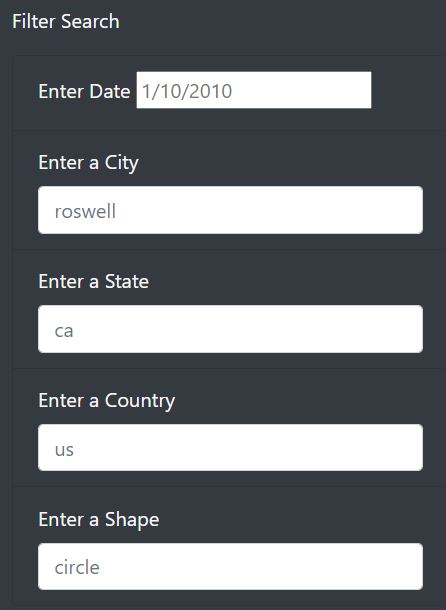 Filter Search
Enter Date 1/10/2010
Enter a City
roswell
Enter a State
ca
Enter a Country
us
Enter a Shape
circle